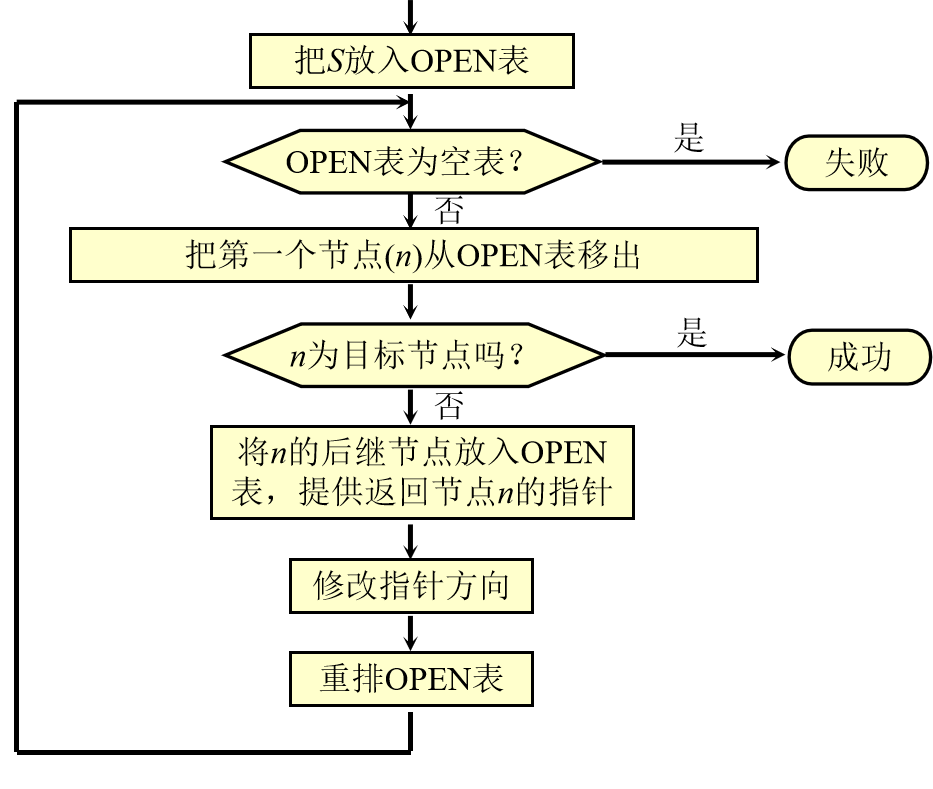 把S放入OPEN表
OPEN表为空表？
是
失败
否
把第一个节点(n)从OPEN表移出
n为目标节点吗？
是
成功
否
将n的后继节点放入OPEN
表，提供返回节点n的指针
修改指针方向
重排OPEN表